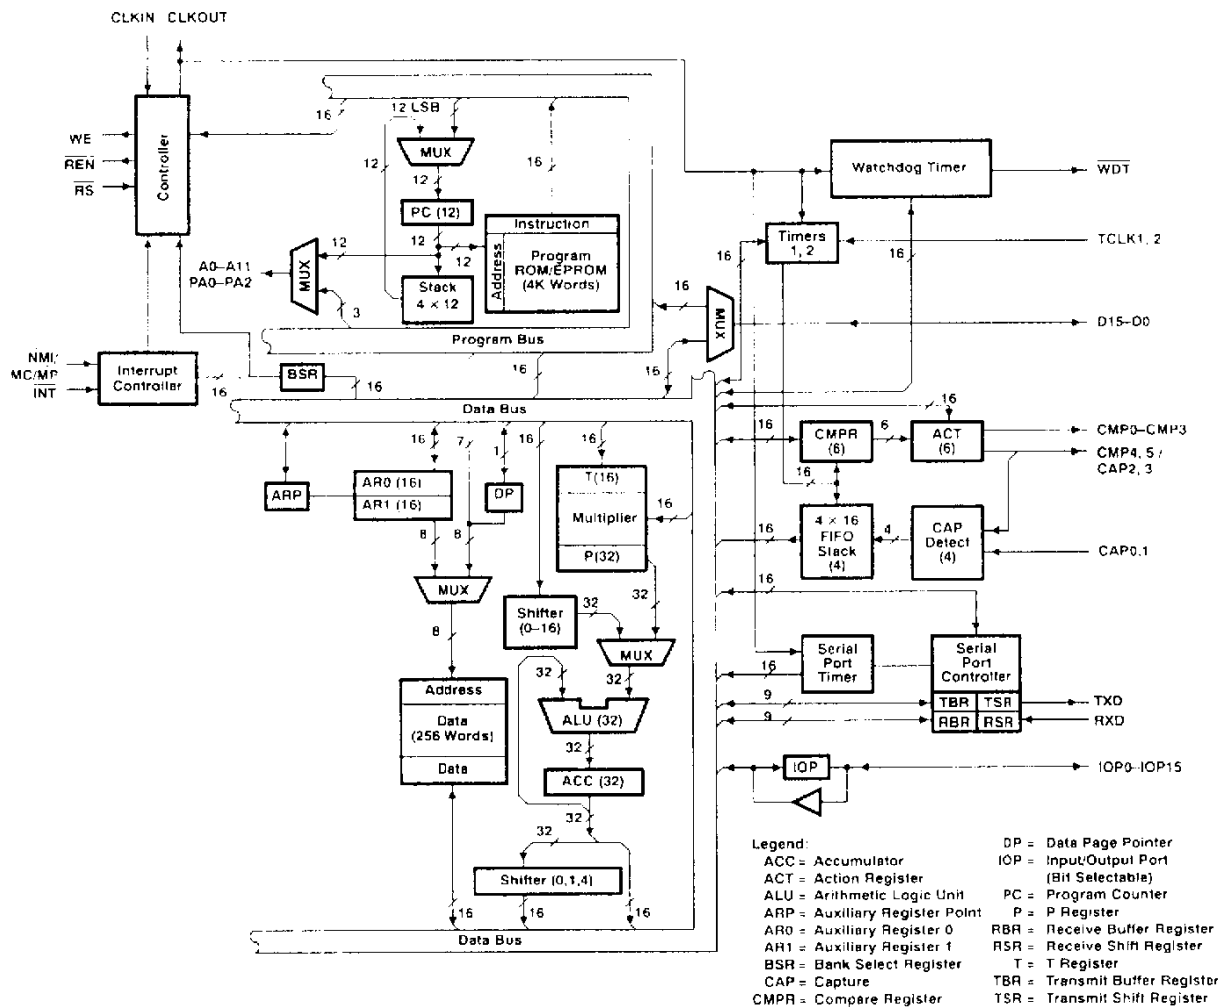 CLKIN CLKOUT
16
12 LSB
WE
REN
RS
Controller
MUX
12
12
16
Watchdog Timer
WDT
PC (12)
Instruction
12
12
12
Address
Program
ROM/EPROM
(4K Words)
Timers
1, 2
16
16
TCLK1, 2
A0–A11
PA0–PA2
MUX
Stack
4 × 12
3
16
MUX
D15–D0
Program Bus
NMI/
MC/MP
INT
Interrupt
Controller
16
BSR
16
16
16
Data Bus
16
16
7
1
16
16
16
CMPR
(6)
6
ACT
(6)
CMP0–CMP3
CMP4, 5 /
CAP2, 3
ARP
AR0 (16)
AR1 (16)
DP
T(16)
Multiplier
P(32)
16
16
8
8
16
4 × 16
FIFO
Stack
(4)
4
CAP
Detect
(4)
CAP0,1
MUX
16
8
Shifter
(0–16)
32
32
MUX
Serial
Port
Timer
Serial
Port
Controller
16
32
32
Address
Data
(256 Words)
Data
ALU (32)
9
9
TBR
TSR
RBR
RSR
TXD
RXD
32
ACC (32)
IOP
IOP0–IOP15
32
32
Shifter (0,1,4)
16
16
16
Data Bus
Legend:
ACC = Accumulator
ACT = Action Register
ALU = Arithmetic Logic Unit
ARP = Auxiliary Register Point
AR0 = Auxiliary Register 0
AR1 = Auxiliary Register 1
BSR = Bank Select Register
CAP = Capture
CMPR = Compare Register
DP = Data Page Pointer
IOP = Input/Output Port
(Bit Selectable)
PC = Program Counter
P = P Register
RBR = Receive Buffer Register
RSR = Receive Shift Register
T = T Register
TBR = Transmit Buffer Register
TSR = Transmit Shift Register